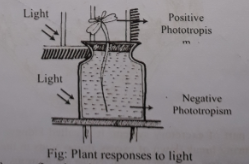 Light
Positive
Phototropis
m
Light
Negative
Phototropism
Fig: Plant responses to light